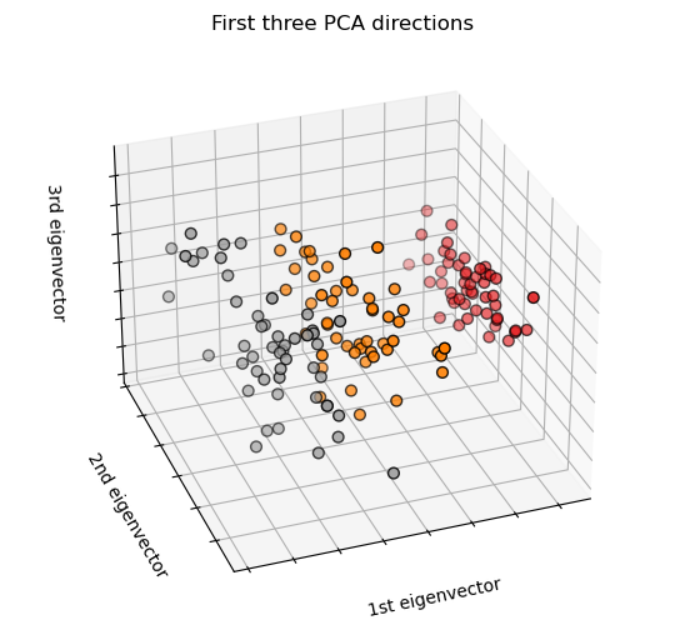 First three PCA directions
3rd eigenvector
2nd eigenvector
1st eigenvector